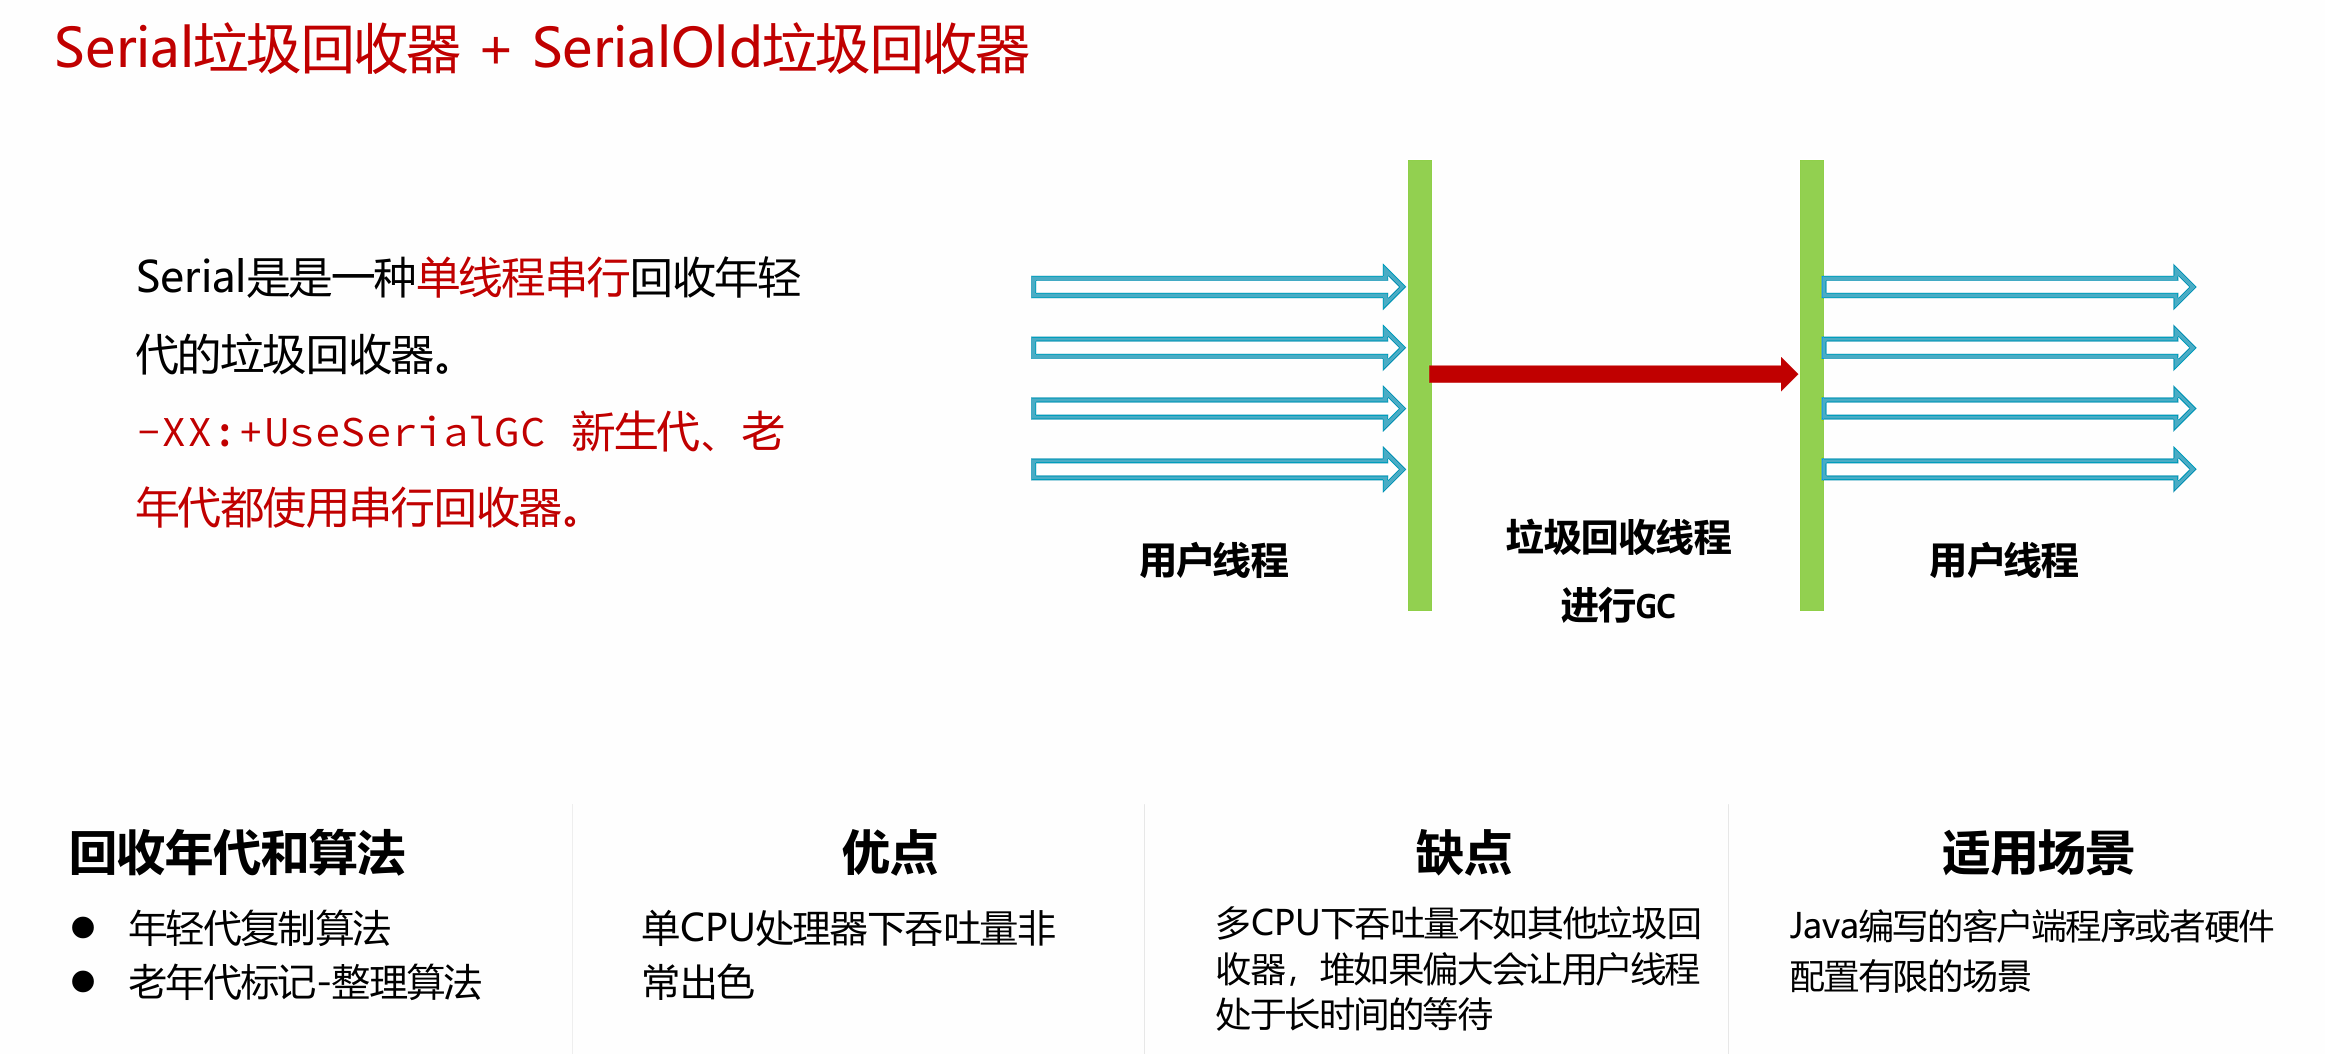 Serial垃圾回收器 + SerialOld垃圾回收器
Serial是是一种单线程串行回收年轻
代的垃圾回收器。
-XX:+UseSerialGC 新生代、老
年代都使用串行回收器。
用户线程
垃圾回收线程
进行GC
用户线程
回收年代和算法
● 年轻代复制算法
● 老年代标记-整理算法
优点
单CPU处理器下吞吐量非
常出色
缺点
多CPU下吞吐量不如其他垃圾回
收器，堆如果偏大会让用户线程
处于长时间的等待
适用场景
Java编写的客户端程序或者硬件
配置有限的场景